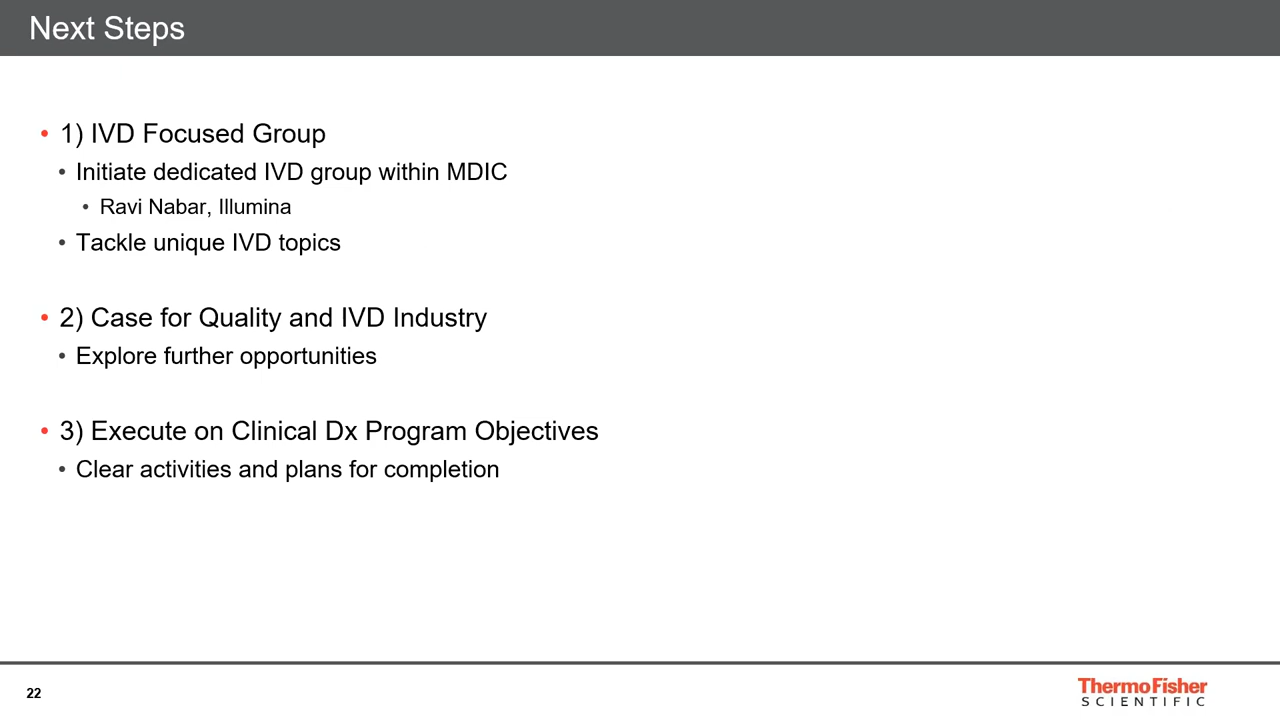 Next Steps
• 1) IVD Focused Group
• Initiate dedicated IVD group within MDIC
• Ravi Nabar, Illumina
• Tackle unique IVD topics
• 2) Case for Quality and IVD Industry
• Explore further opportunities
• 3) Execute on Clinical Dx Program Objectives
• Clear activities and plans for completion
22
ThermoFisher
SCIENTIFIC